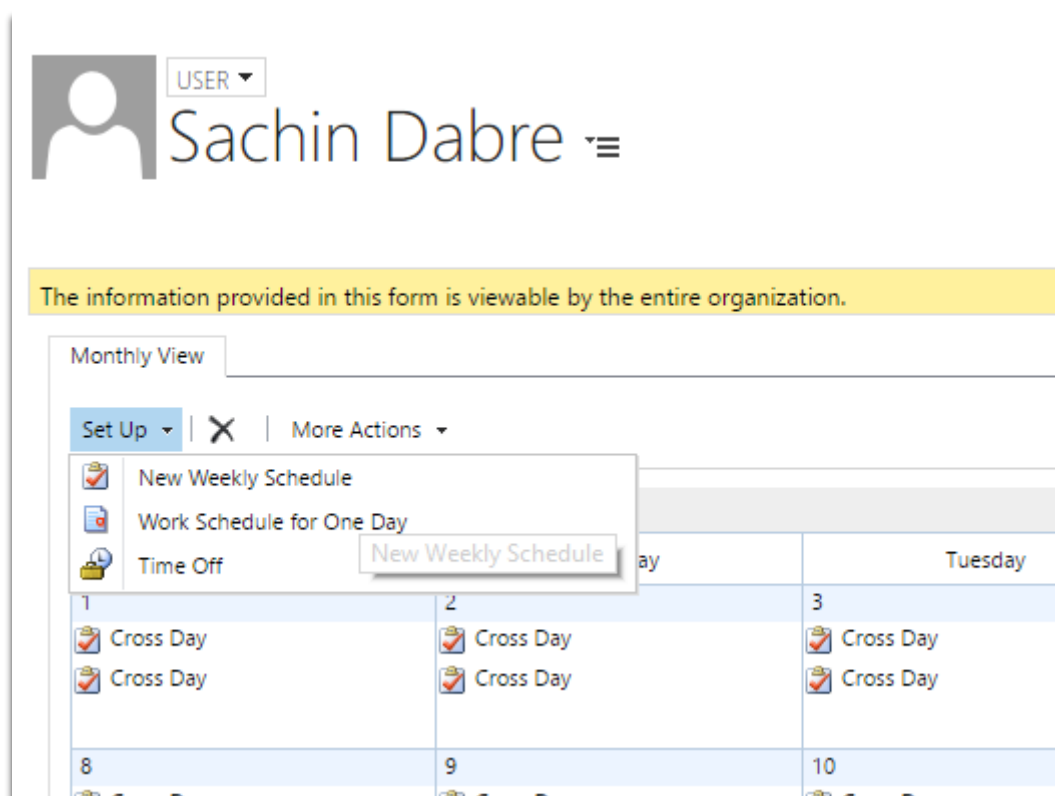 USER
Sachin Dabre
The information provided in this form is viewable by the entire organization.
Monthly View
Set Up
More Actions
New Weekly Schedule
Work Schedule for One Day
Time Off
New Weekly Schedule
ay
Tuesday
1 2 3
Cross Day Cross Day Cross Day
Cross Day Cross Day Cross Day
8 9 10